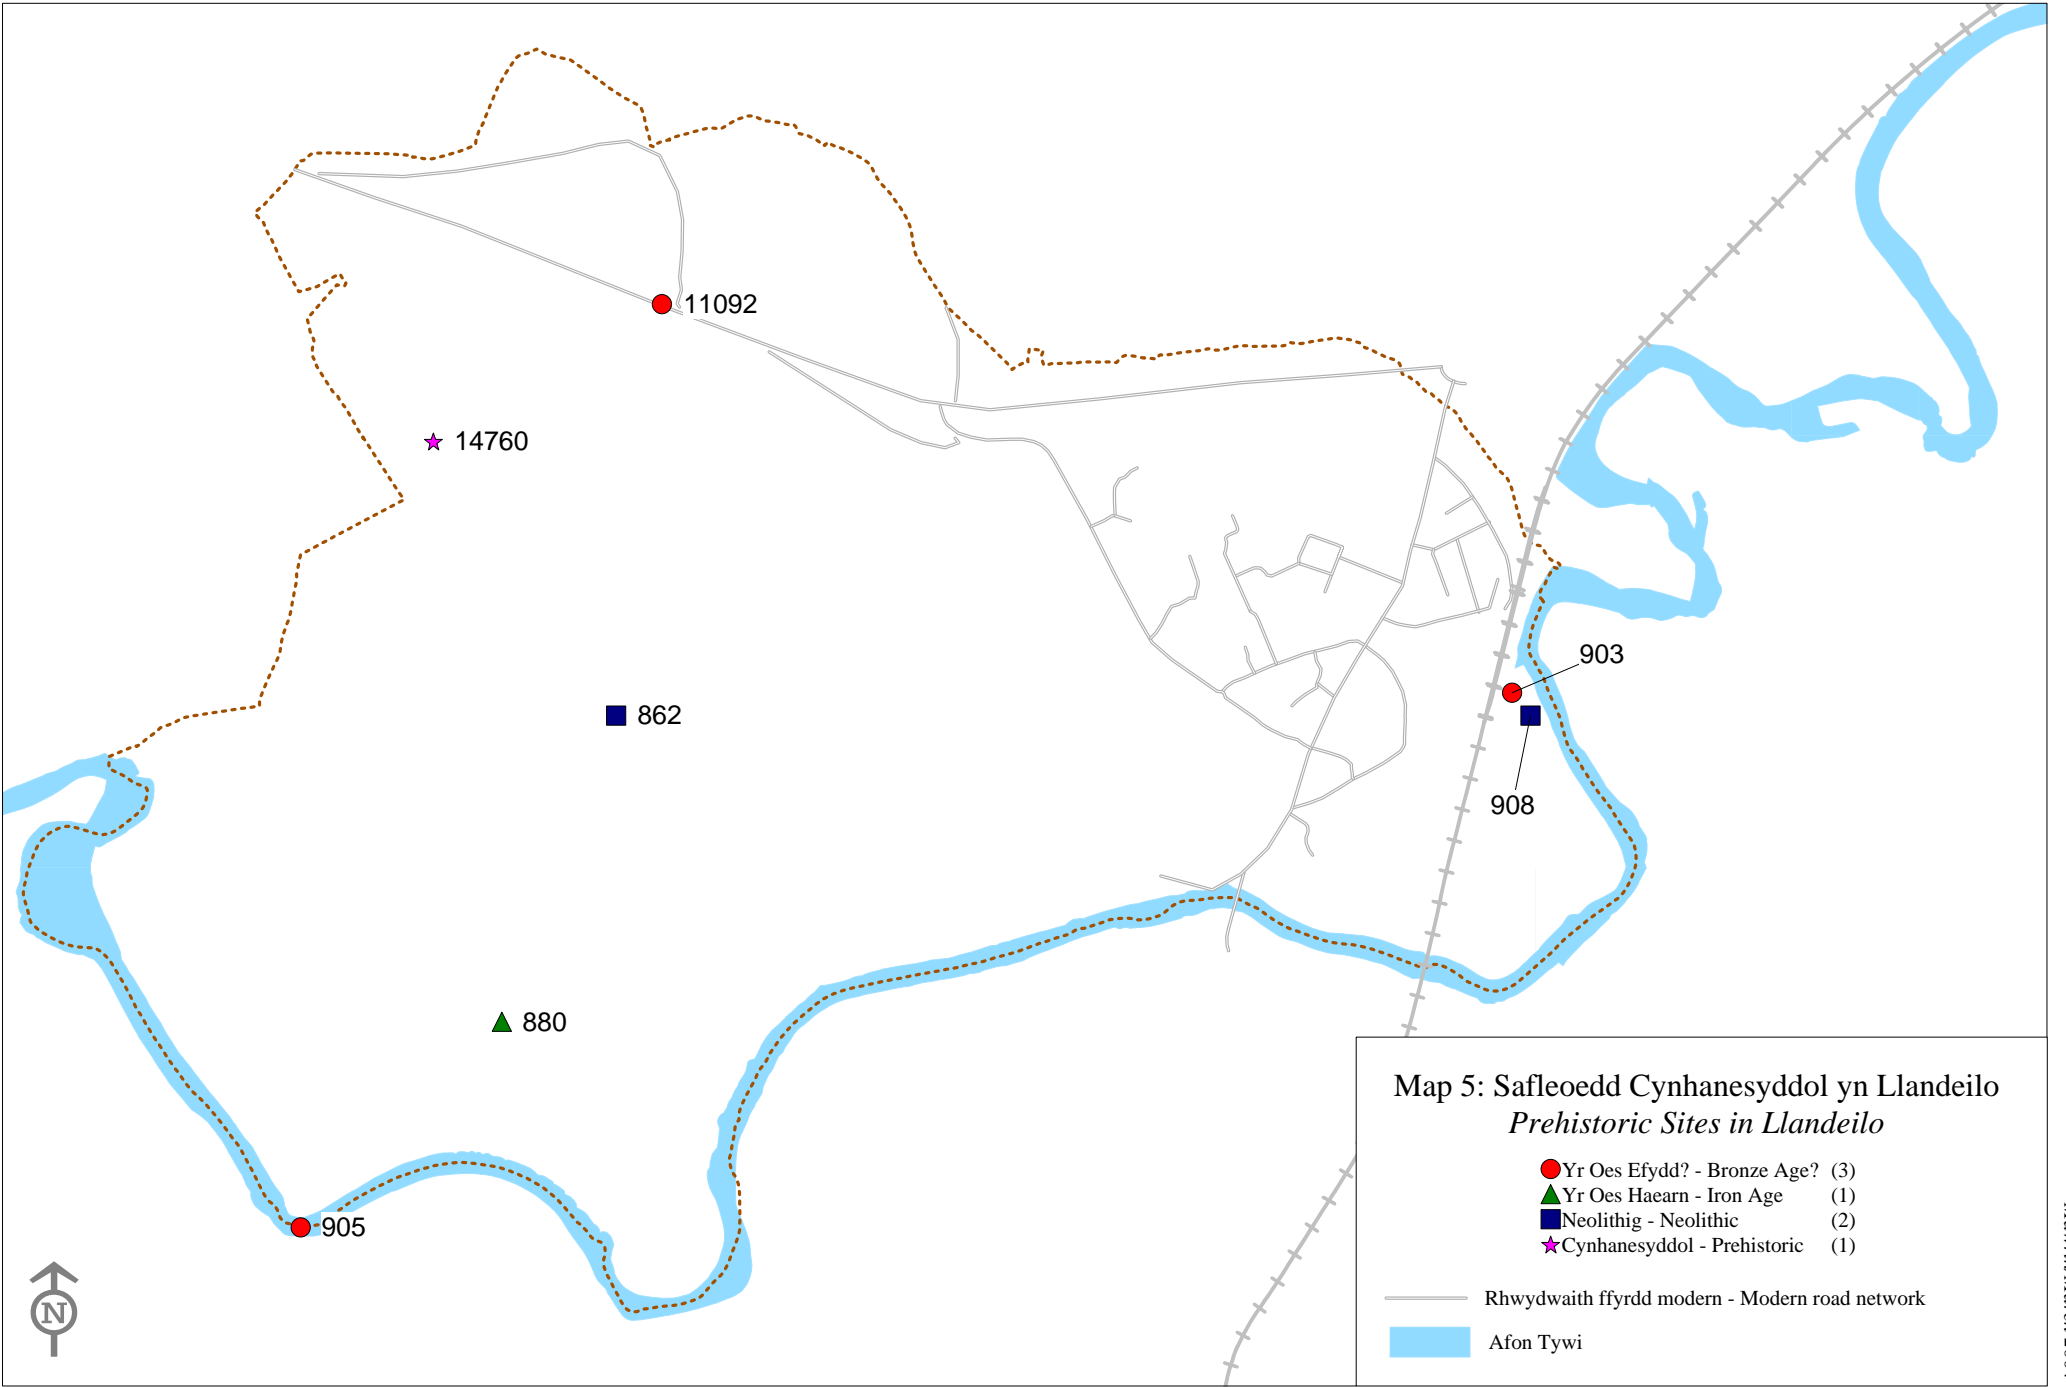 11092
14760
903
862
908
880
905
N
Map 5: Safleoedd Cynhanesyddol yn Llandeilo
Prehistoric Sites in Llandeilo
Yr Oes Efydd? - Bronze Age? (3)
Yr Oes Haearn - Iron Age (1)
Neolithig - Neolithic (2)
Cynhanesyddol - Prehistoric (1)
Rhwydwaith ffyrdd modern - Modern road network
Afon Tywi